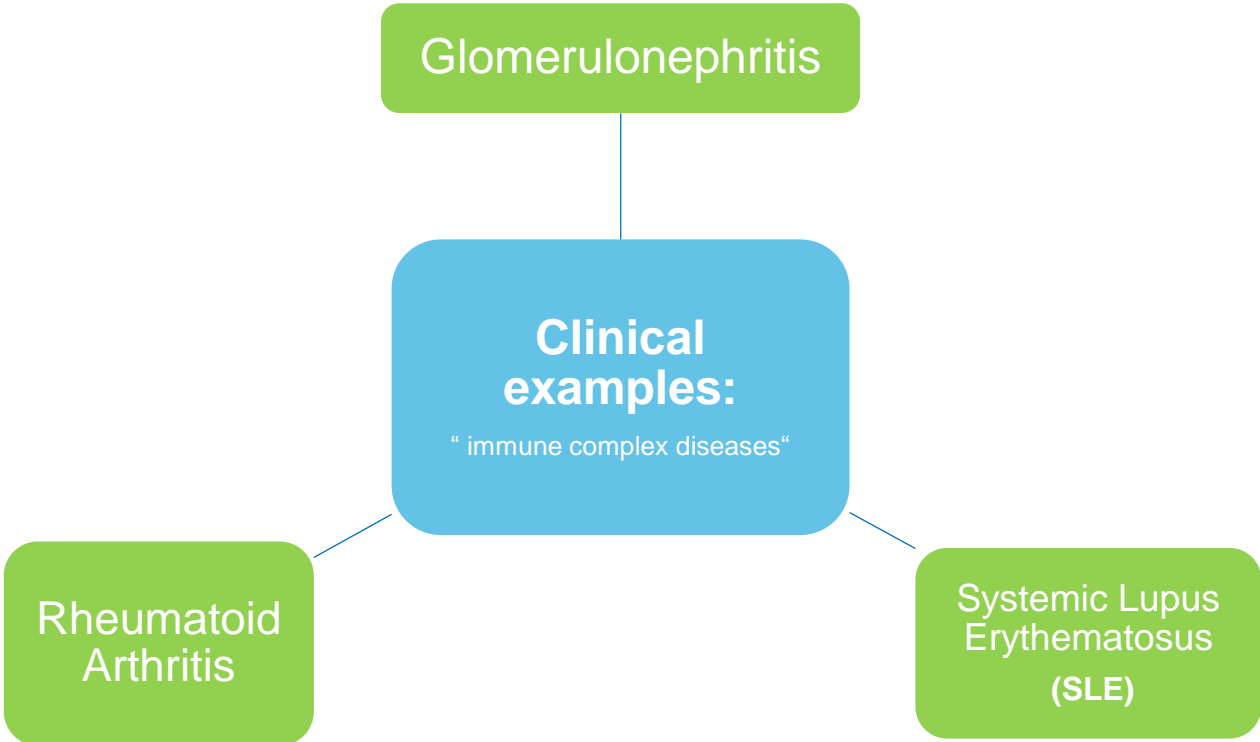 Glomerulonephritis
Clinical
examples:
“ immune complex diseases“
Rheumatoid
Arthritis
Systemic Lupus
Erythematosus
(SLE)